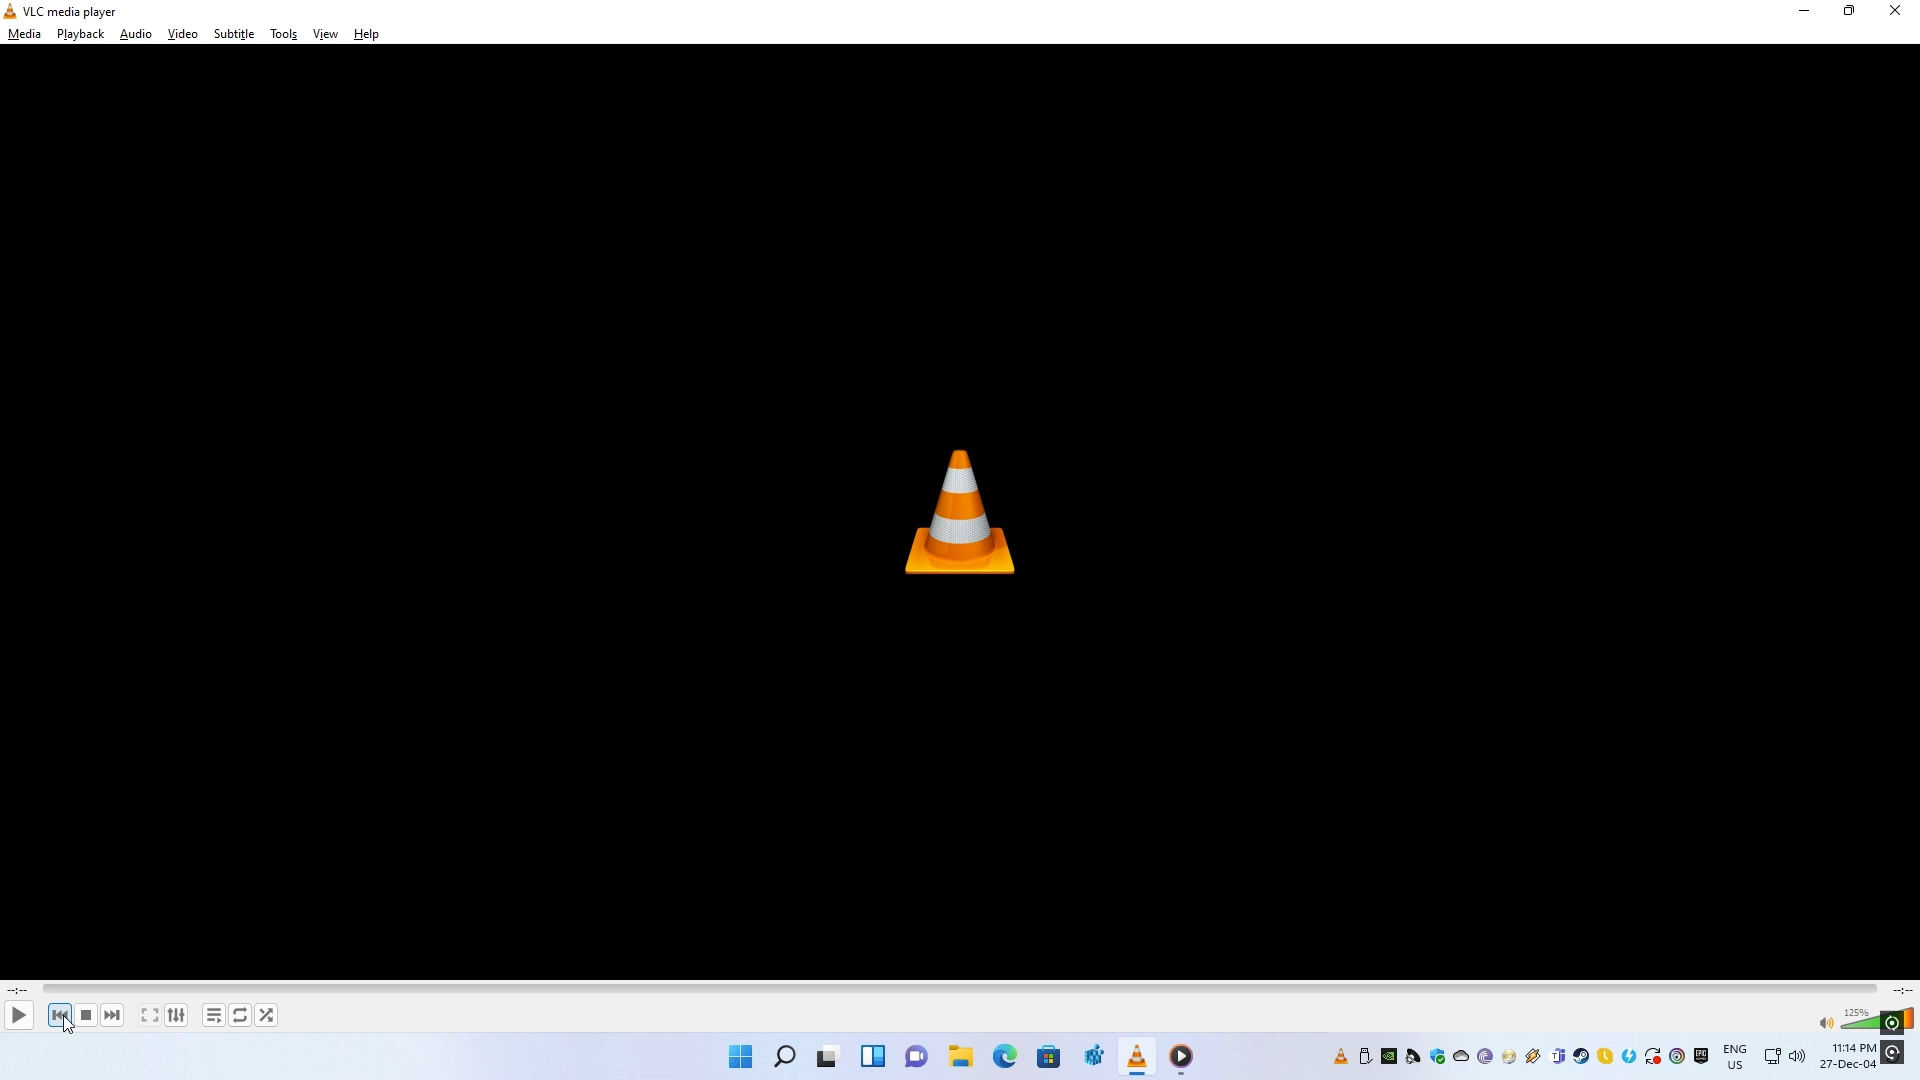 VLC media player
Media Playback Audio Video Subtitle Tools View Help
--:-- --:--
125%
ENG
US
11:14 PM
27-Dec-04